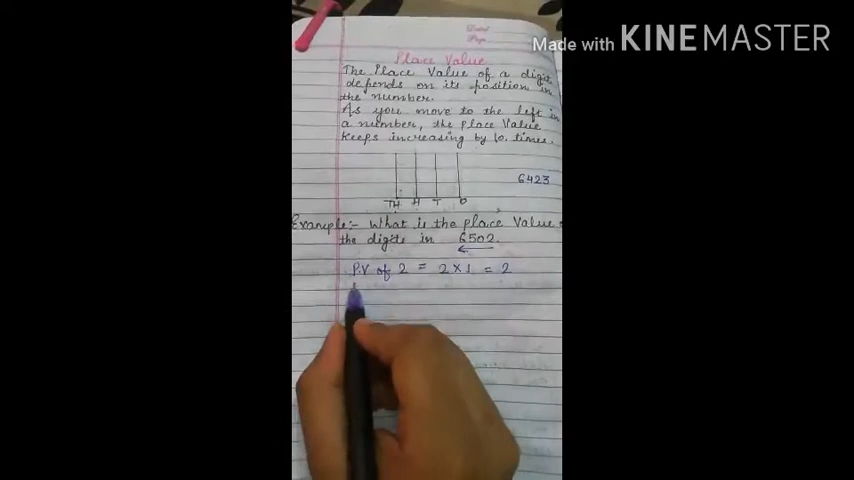 Made with KINEMASTER
Place Value
The Place Value of a digit
depends on its position in
the number.
As you move to the left in
a number, the place value
keeps increasing by 10 times.
6423
TH H T O
Example:- What is the place Value
the digits in 6502.
P.V of 2 = 2×1 = 2